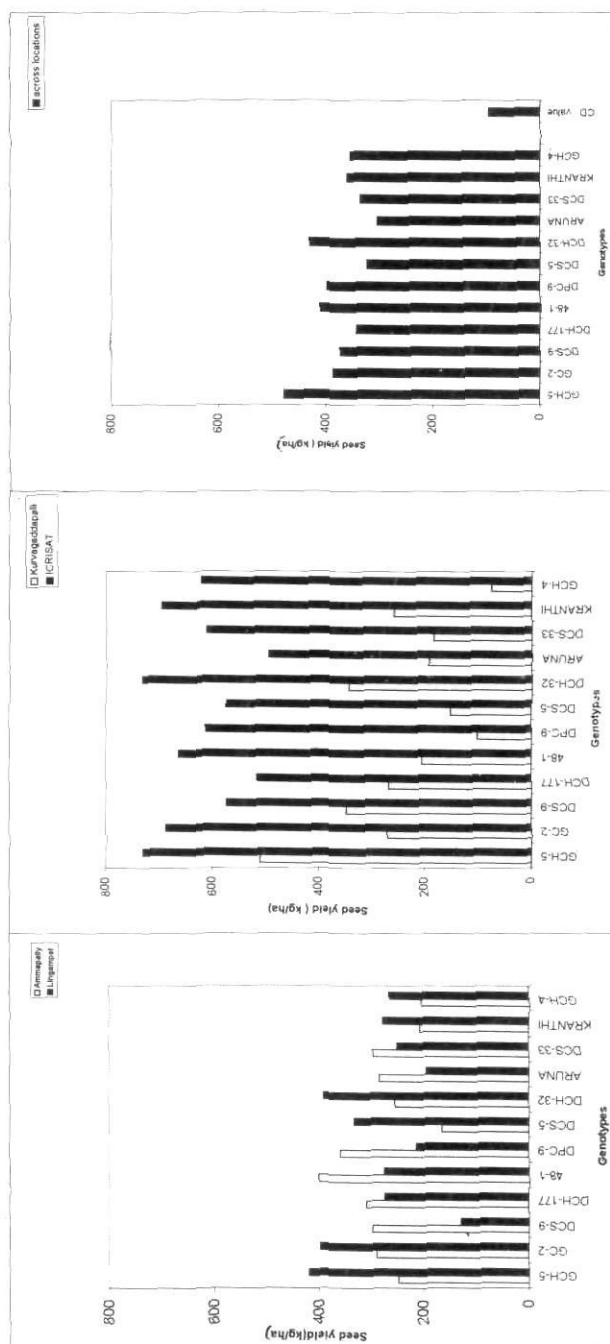 across locations
800
600
400
200
0
Seed yield ( kg/ha)
GCH-5
GC-2
DCS-9
DCH-177
48-1
DPC-9
DCS-5
DCH-32
ARUNA
DCS-33
KRANTHI
GCH-4
CD value
Genotypes
Kurvagaddapalli
ICRISAT
800
600
400
200
0
Seed yield ( kg/ha)
GCH-5
GC-2
DCS-9
DCH-177
48-1
DPC-9
DCS-5
DCH-32
ARUNA
DCS-33
KRANTHI
GCH-4
Genotypes
Ammapally
Lingampet
800
600
400
200
0
Seed yield(kg/ha)
GCH-5
GC-2
DCS-9
DCH-177
48-1
DPC-9
DCS-5
DCH-32
ARUNA
DCS-33
KRANTHI
GCH-4
Genotypes